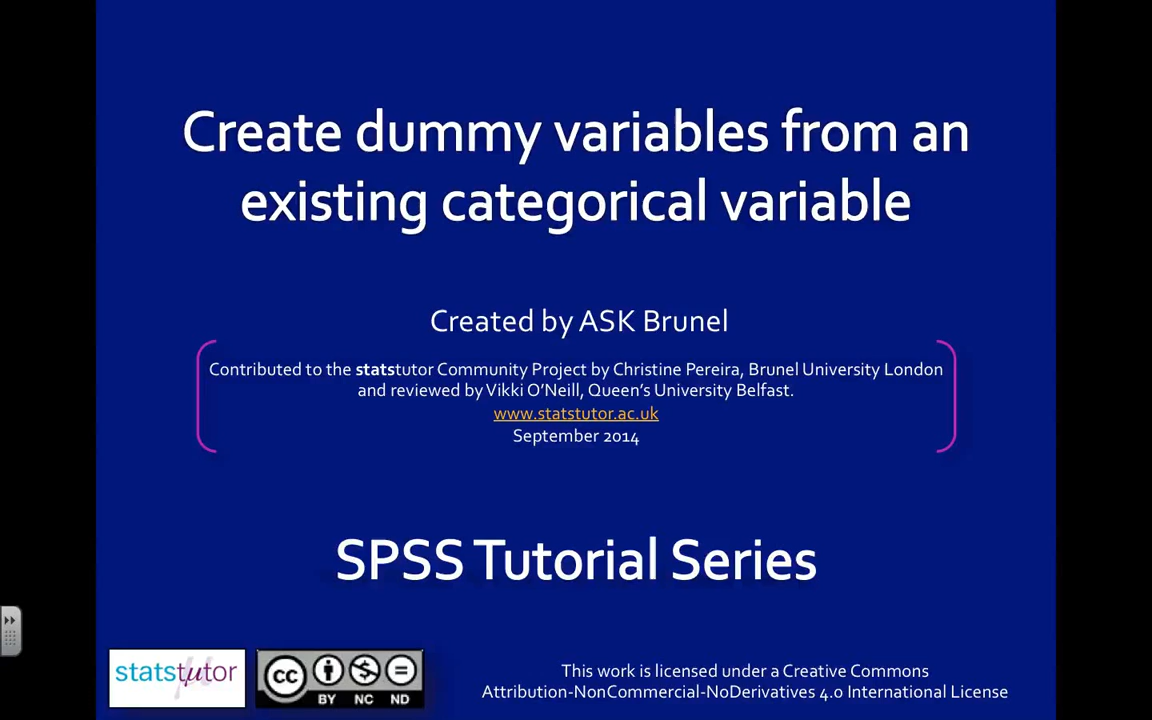 Create dummy variables from an
existing categorical variable
Created by ASK Brunel
Contributed to the statstutor Community Project by Christine Pereira, Brunel University London
and reviewed by Vikki O’Neill, Queen’s University Belfast.
www.statstutor.ac.uk
September 2014
SPSS Tutorial Series
statstutor
cc
BY NC ND
This work is licensed under a Creative Commons
Attribution-NonCommercial-NoDerivatives 4.0 International License